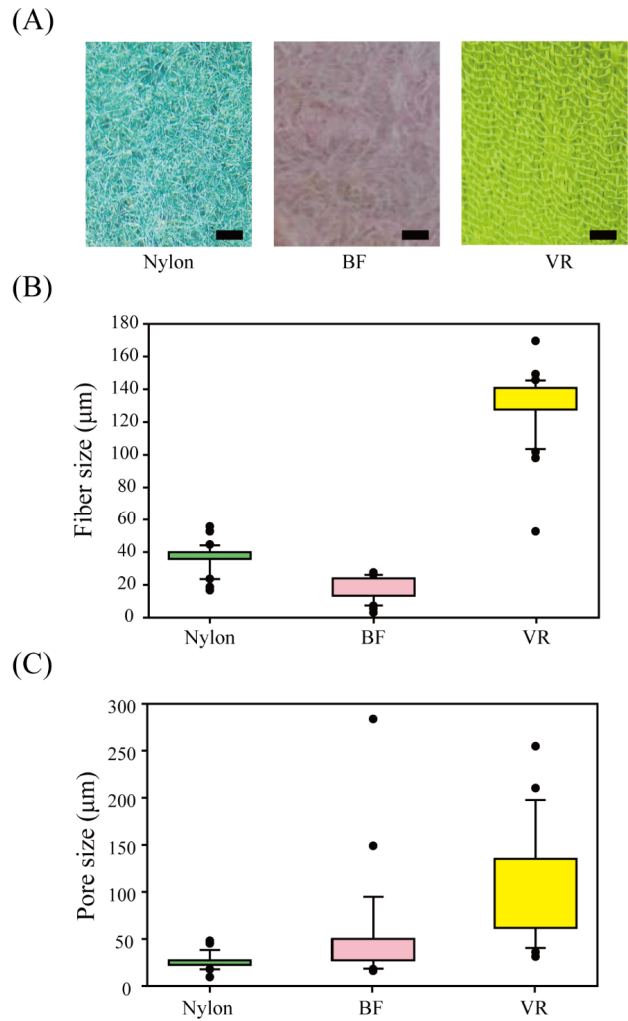 (A)
Nylon
BF
VR
(B)
Fiber size (μm)
180
160
140
120
100
80
60
40
20
0
Nylon
BF
VR
(C)
Pore size (μm)
300
250
200
150
100
50
0
Nylon
BF
VR